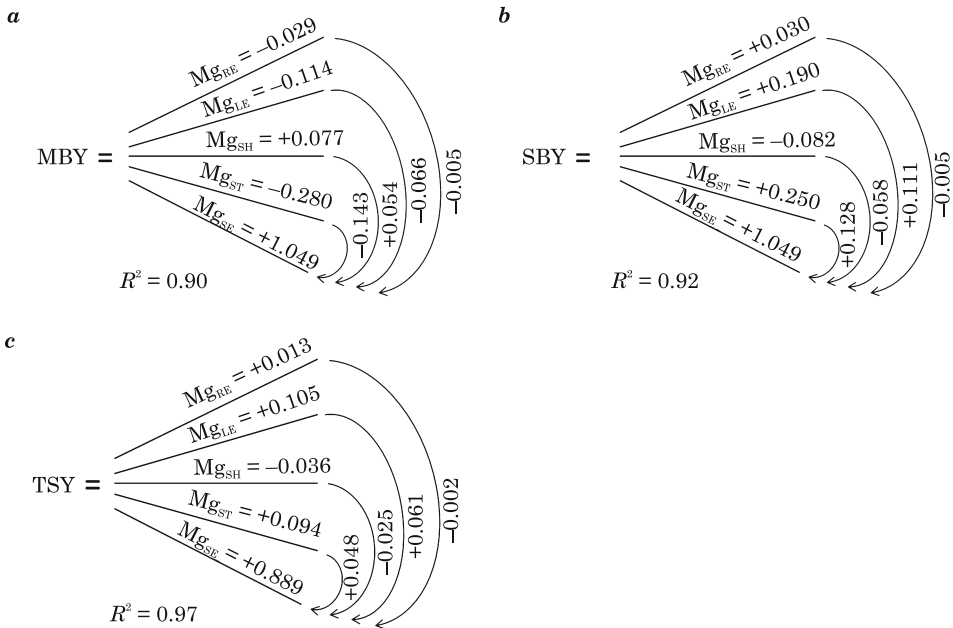 a
MBY =
Mg_RE = –0.029
Mg_LE = –0.114
Mg_SH = +0.077
Mg_ST = –0.280
Mg_SE = +1.049
–0.143
+0.054
–0.066
–0.005
R² = 0.90
b
SBY =
Mg_RE = +0.030
Mg_LE = +0.190
Mg_SH = –0.082
Mg_ST = +0.250
Mg_SE = +1.049
+0.128
–0.058
+0.111
–0.005
R² = 0.92
c
TSY =
Mg_RE = +0.013
Mg_LE = +0.105
Mg_SH = –0.036
Mg_ST = +0.094
Mg_SE = +0.889
+0.048
–0.025
+0.061
–0.002
R² = 0.97